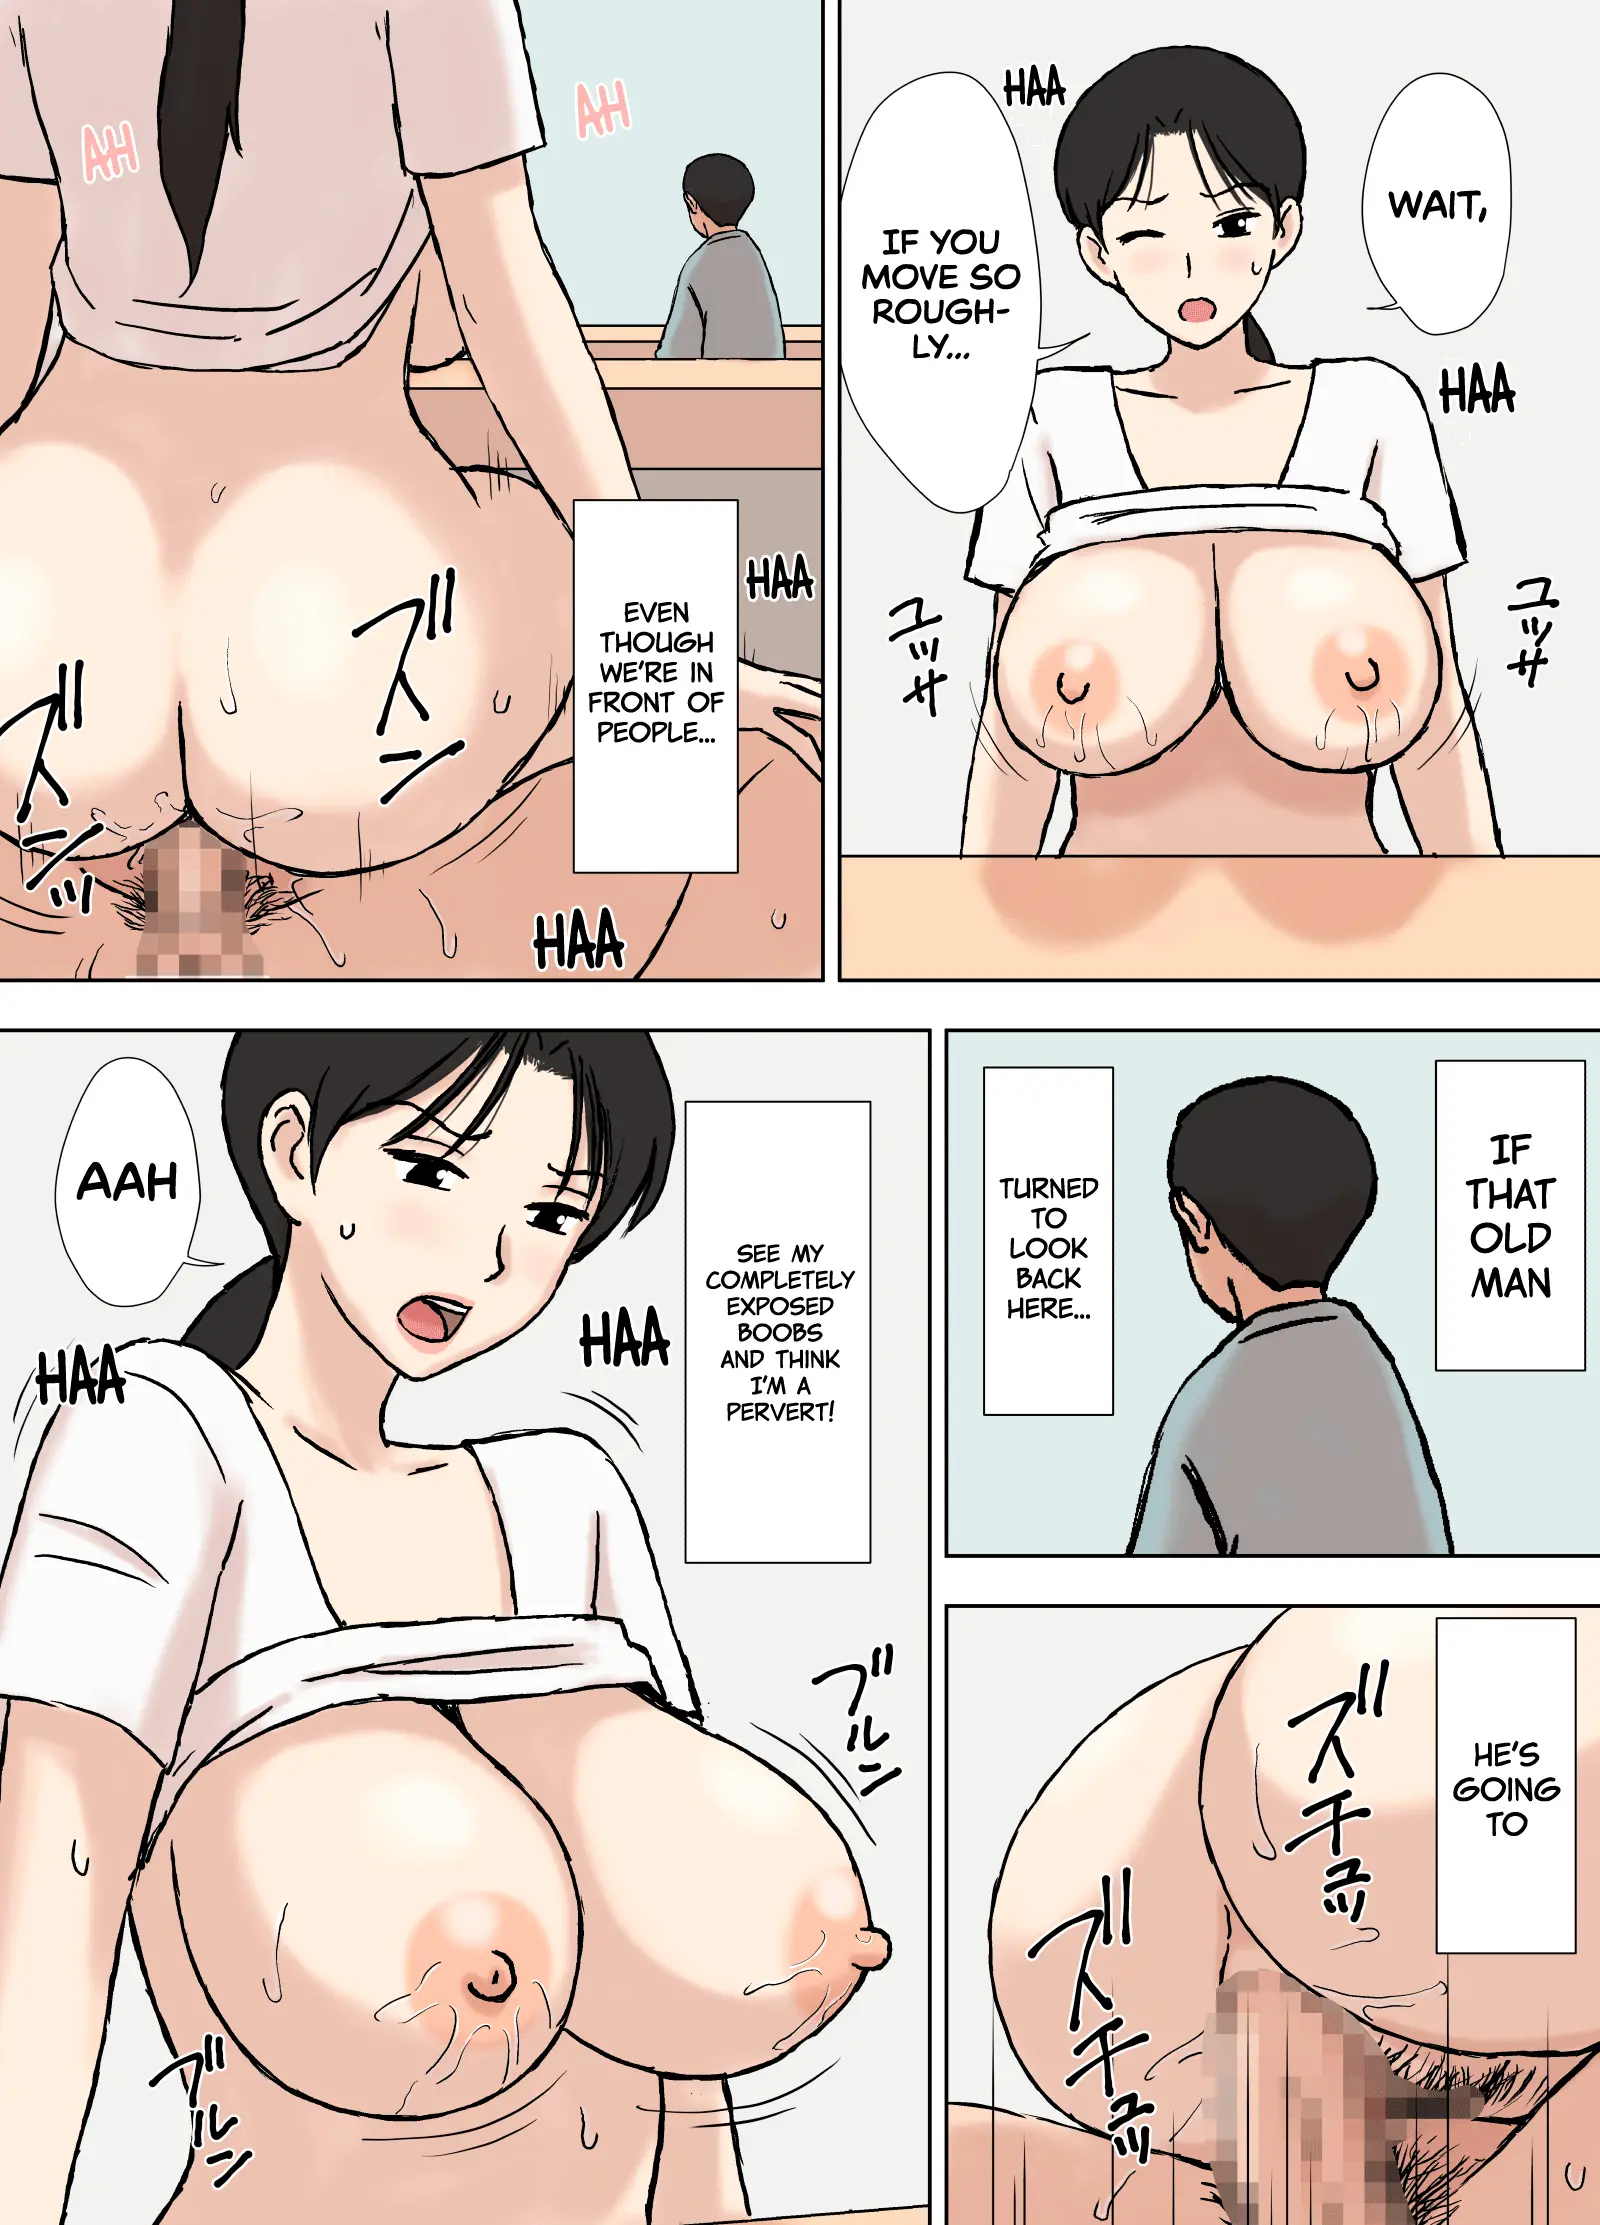 WAIT,
HAA
IF YOU
MOVE SO
ROUGH-
LY...
HAA
ユッサ
ユッサ
AH
AH
EVEN
THOUGH
WE'RE IN
FRONT OF
PEOPLE...
HAA
ズンッ
ズンッ
HAA
IF
THAT
OLD
MAN
TURNED
TO
LOOK
BACK
HERE...
HE'S
GOING
TO
ズチュッ
ズチュッ
SEE MY
COMPLETELY
EXPOSED
BOOBS
AND THINK
I'M A
PERVERT!
AAH
HAA
HAA
ブルン
ブルン